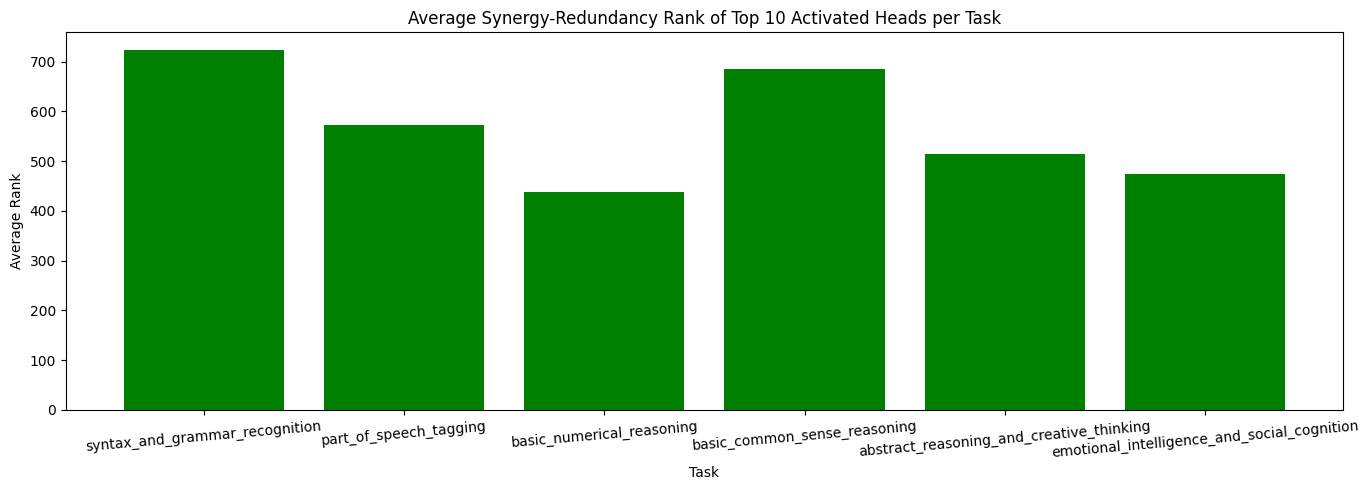 Average Synergy-Redundancy Rank of Top 10 Activated Heads per Task
Average Rank
700
600
500
400
300
200
100
0
syntax_and_grammar_recognition
part_of_speech_tagging
basic_numerical_reasoning
basic_common_sense_reasoning
abstract_reasoning_and_creative_thinking
emotional_intelligence_and_social_cognition
Task